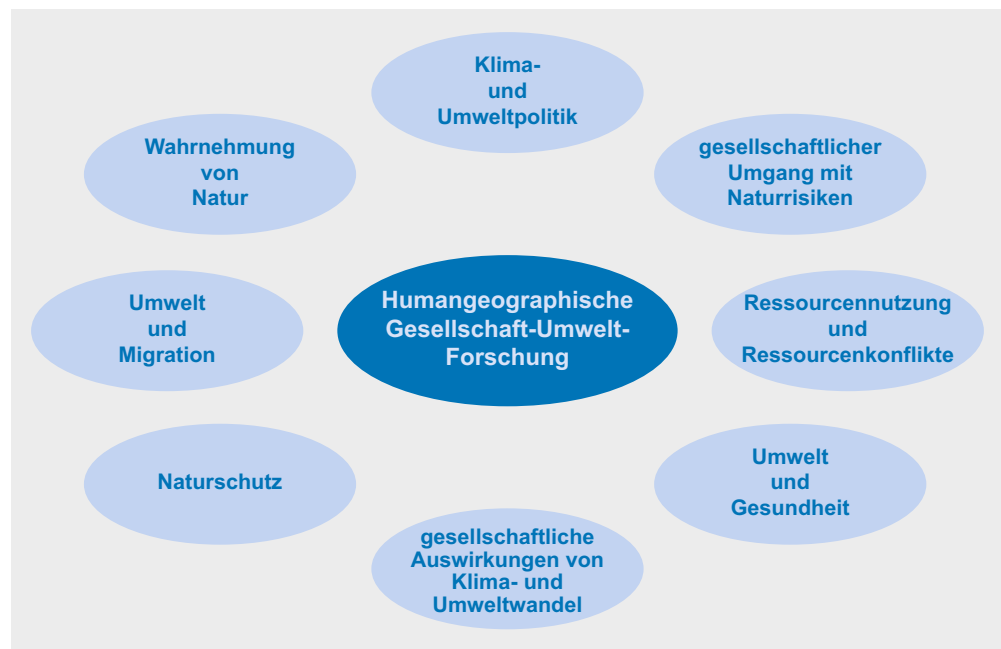 Klima-
und
Umweltpolitik
Wahrnehmung
von
Natur
gesellschaftlicher
Umgang mit
Naturrisiken
Umwelt
und
Migration
Humangeographische
Gesellschaft-Umwelt-
Forschung
Ressourcennutzung
und
Ressourcenkonflikte
Naturschutz
Umwelt
und
Gesundheit
gesellschaftliche
Auswirkungen von
Klima- und
Umweltwandel